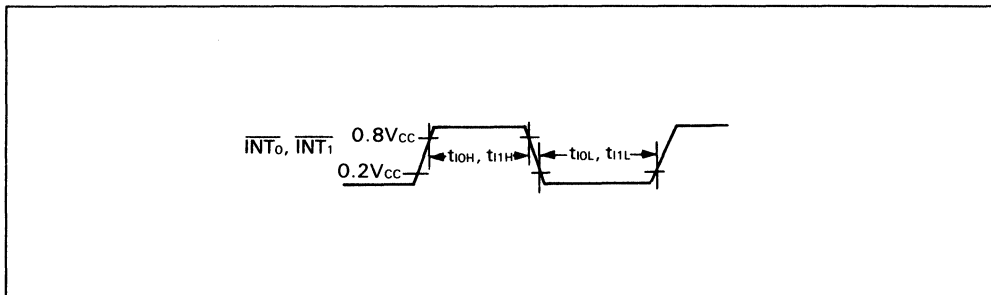 INT0, INT1 0.8Vcc
tI0H, tI1H
tI0L, tI1L
0.2Vcc